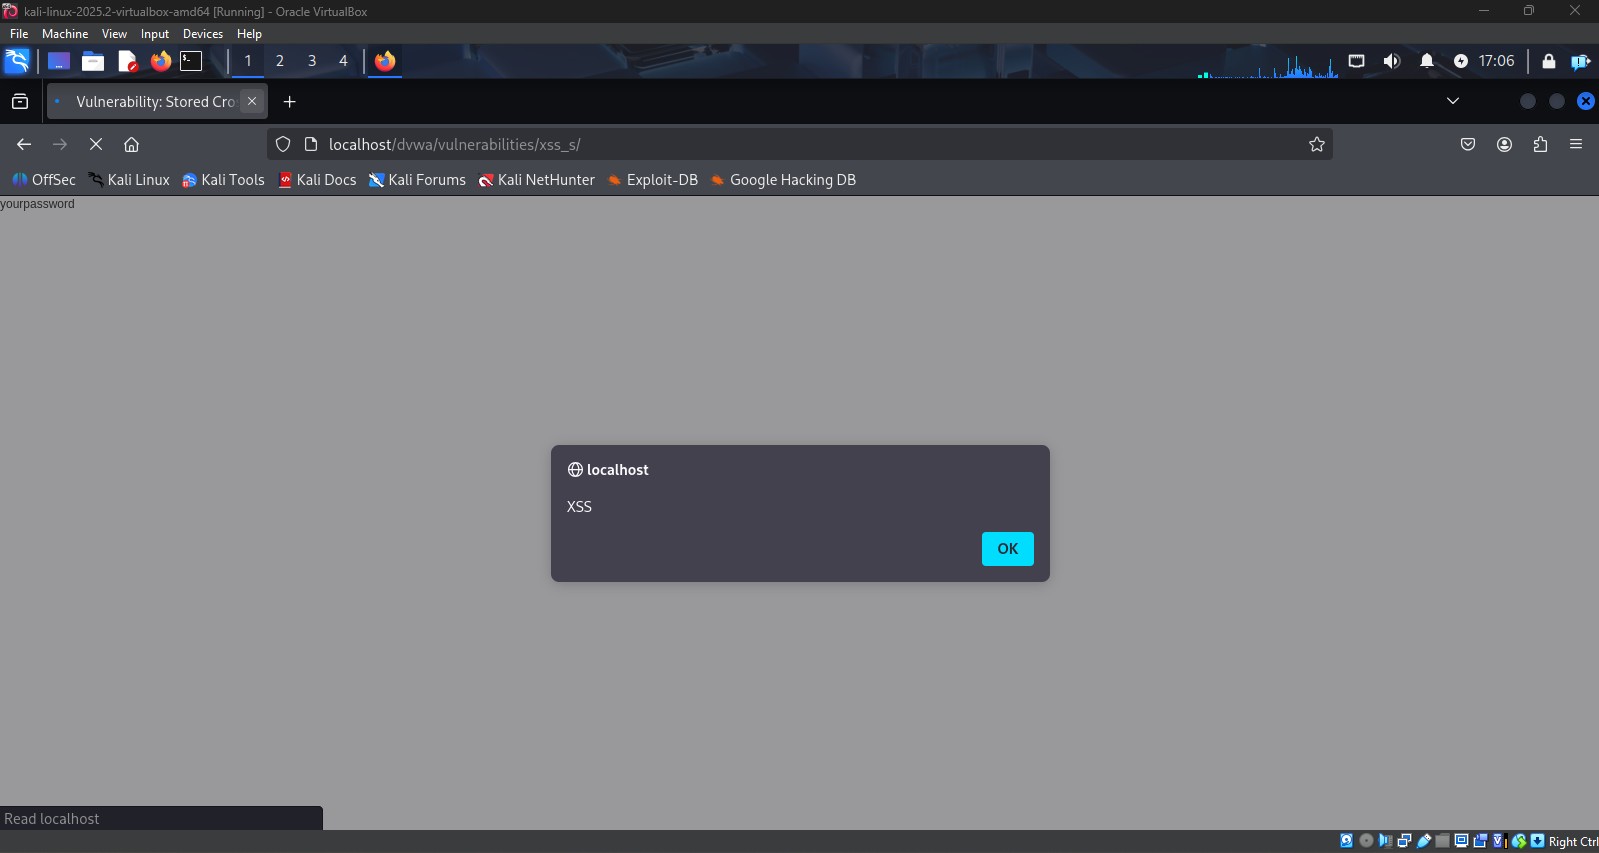 kali-linux-2025.2-virtualbox-amd64 [Running] - Oracle VirtualBox
File Machine View Input Devices Help
1 2 3 4 17:06
Vulnerability: Stored Cro
localhost/dvwa/vulnerabilities/xss_s/
OffSec Kali Linux Kali Tools Kali Docs Kali Forums Kali NetHunter Exploit-DB Google Hacking DB
yourpassword
localhost
XSS
OK
Read localhost
Right Ctrl